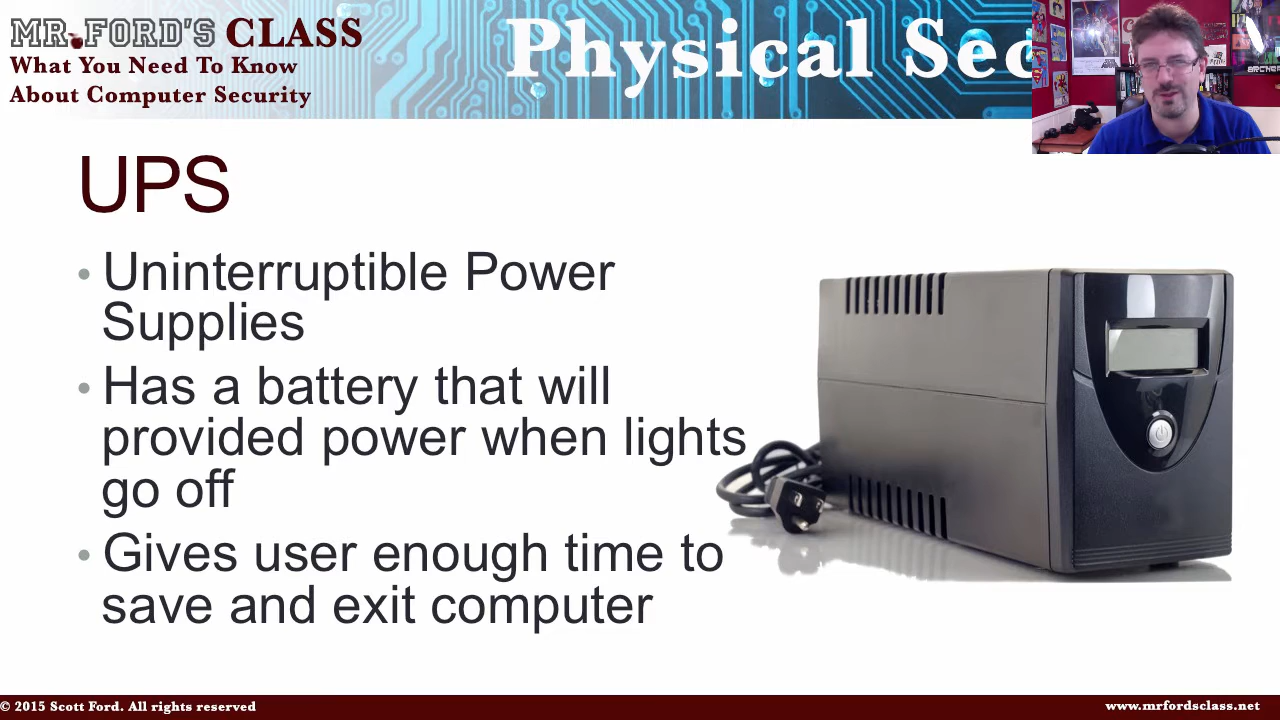 MR.FORD'S CLASS
What You Need To Know
About Computer Security
Physical Sec
UPS
• Uninterruptible Power
Supplies
• Has a battery that will
provided power when lights
go off
• Gives user enough time to
save and exit computer
© 2015 Scott Ford. All rights reserved
www.mrfordsclass.net